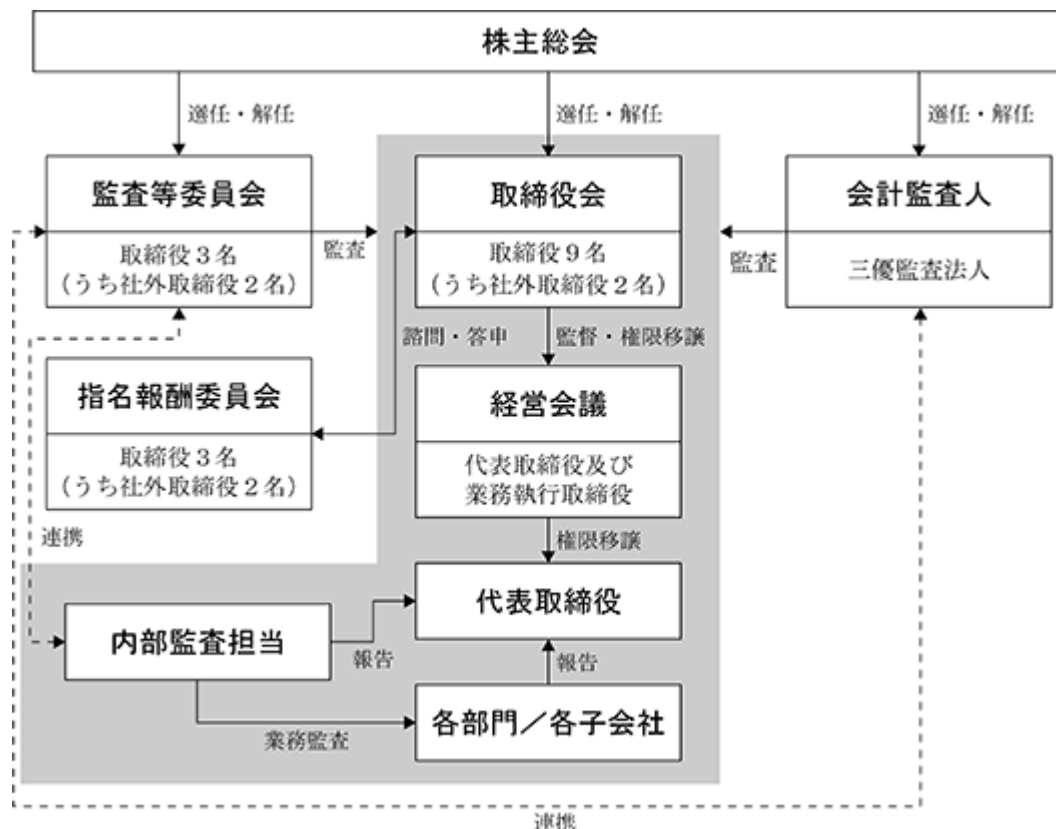 株主総会
選任・解任
選任・解任
選任・解任
監査等委員会
取締役3名
(うち社外取締役2名)
監査
取締役会
取締役9名
(うち社外取締役2名)
監査
会計監査人
三優監査法人
諮問・答申
監督・権限移譲
指名報酬委員会
取締役3名
(うち社外取締役2名)
経営会議
代表取締役及び
業務執行取締役
連携
権限移譲
代表取締役
内部監査担当
報告
報告
各部門/各子会社
業務監査
連携